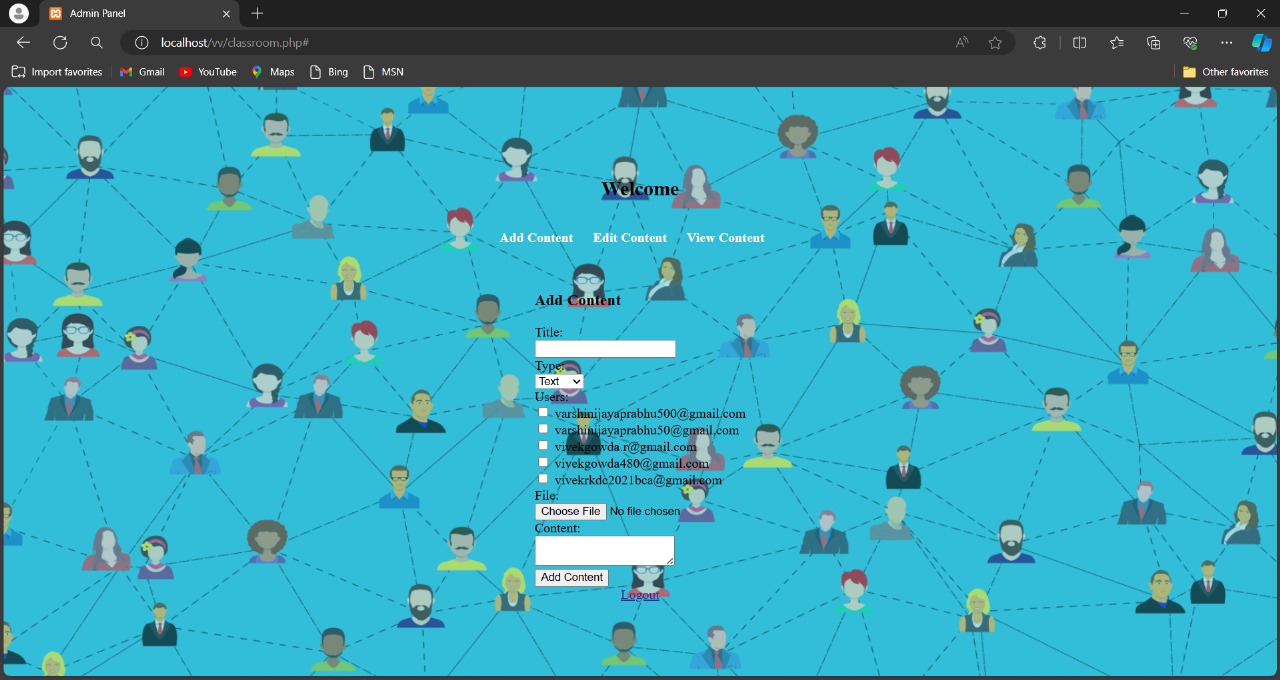 Admin Panel
localhost/vv/classroom.php#
Import favorites Gmail YouTube Maps Bing MSN Other favorites
Welcome
Add Content Edit Content View Content
Add Content
Title:
Type:
Text
Users:
varshinijayaprabhu500@gmail.com
varshinijayaprabhu50@gmail.com
vivekgowda.r@gmail.com
vivekgowda480@gmail.com
vivekrkdc2021bca@gmail.com
File:
Choose File No file chosen
Content:
Add Content
Logout